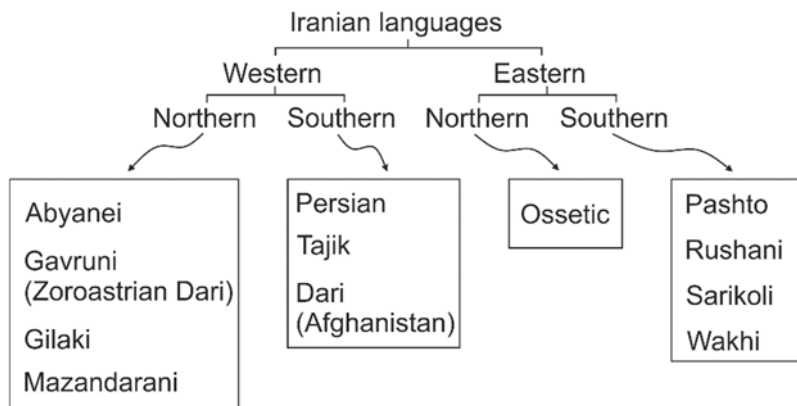 Iranian languages
Western
Eastern
Northern
Southern
Northern
Southern
Abyanei
Gavruni
(Zoroastrian Dari)
Gilaki
Mazandarani
Persian
Tajik
Dari
(Afghanistan)
Ossetic
Pashto
Rushani
Sarikoli
Wakhi